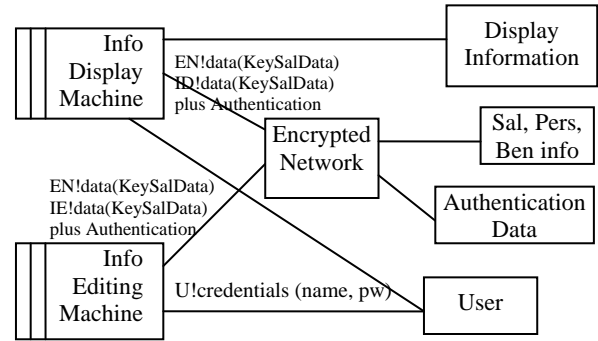 Info
Display
Machine
EN!data(KeySalData)
ID!data(KeySalData)
plus Authentication
Display
Information
Encrypted
Network
Sal, Pers,
Ben info
Authentication
Data
EN!data(KeySalData)
IE!data(KeySalData)
plus Authentication
Info
Editing
Machine
U!credentials (name, pw)
User